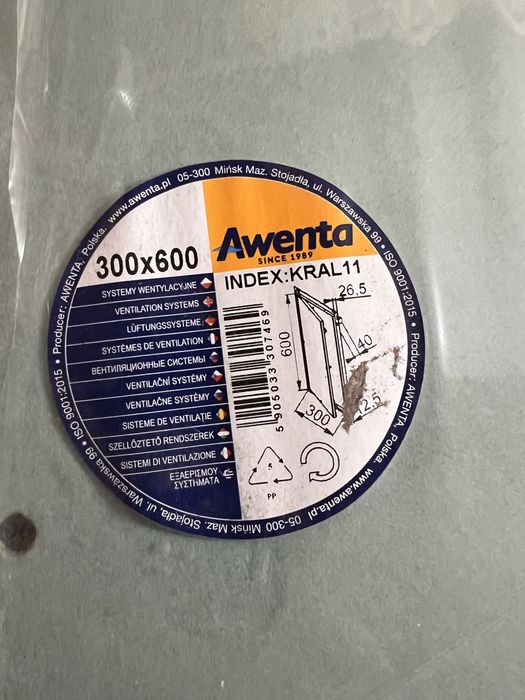 www.awenta.pl 05-300 Mińsk Maz. Stojadła, ul. Warszawska 99 • ISO 9001:2015 • Producer: AWENTA, Polska, www.awenta.pl 05-300 Mińsk Maz. Stojadła, ul. Warszawska 99 • ISO 9001:2015 • Producer: AWENTA, Polska,
Awenta
SINCE 1989
300x600
INDEX:KRAL11
SYSTEMY WENTYLACYJNE
VENTILATION SYSTEMS
LÜFTUNGSSYSTEME
SYSTÈMES DE VENTILATION
ВЕНТИЛЯЦИОННЫЕ СИСТЕМЫ
VENTILAČNÍ SYSTÉMY
VENTILAČNE SYSTÉMY
SISTEME DE VENTILAȚIE
SZELLŐZTETŐ RENDSZEREK
SISTEMI DI VENTILAZIONE
ΕΞΑΕΡΙΣΜΟΥ
ΣΥΣΤΗΜΑΤΑ
5 905033 307469
26,5
600
40
300
2,5
5
PP